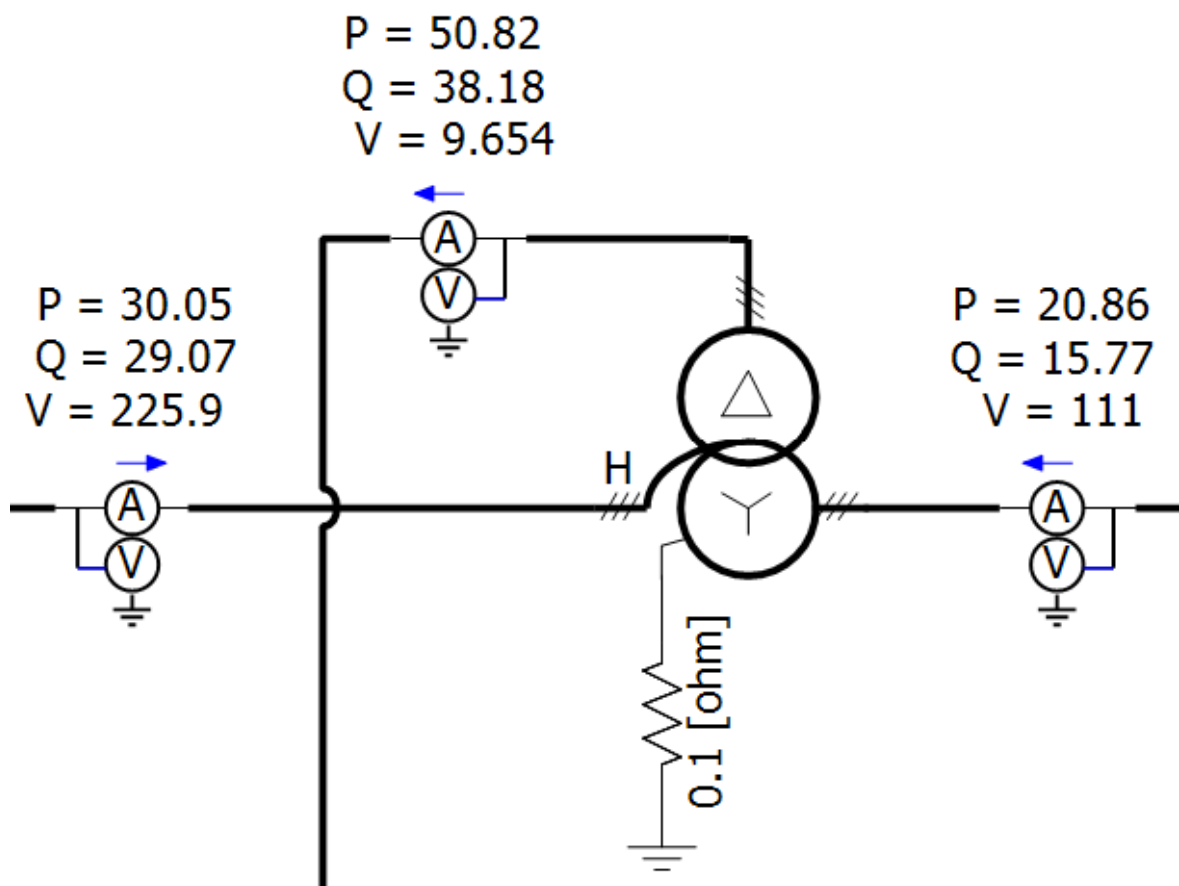 P = 50.82
Q = 38.18
V = 9.654
A
V
P = 30.05
Q = 29.07
V = 225.9
A
V
H
P = 20.86
Q = 15.77
V = 111
A
V
0.1 [ohm]